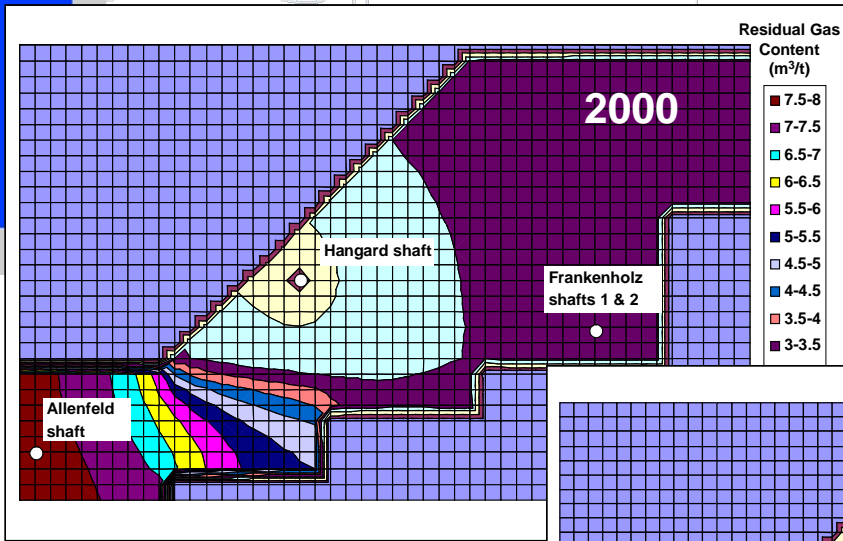 Residual Gas
Content
(m³/t)
2000
7.5-8
7-7.5
6.5-7
6-6.5
5.5-6
5-5.5
4.5-5
4-4.5
3.5-4
3-3.5
Hangard shaft
Frankenholz
shafts 1 & 2
Allenfeld
shaft